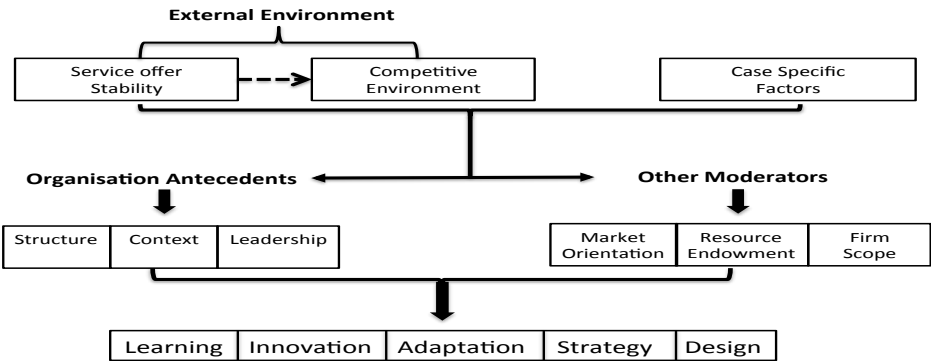 External Environment
Service offer
Stability
Competitive
Environment
Case Specific
Factors
Organisation Antecedents
Other Moderators
Structure
Context
Leadership
Market
Orientation
Resource
Endowment
Firm
Scope
Learning
Innovation
Adaptation
Strategy
Design